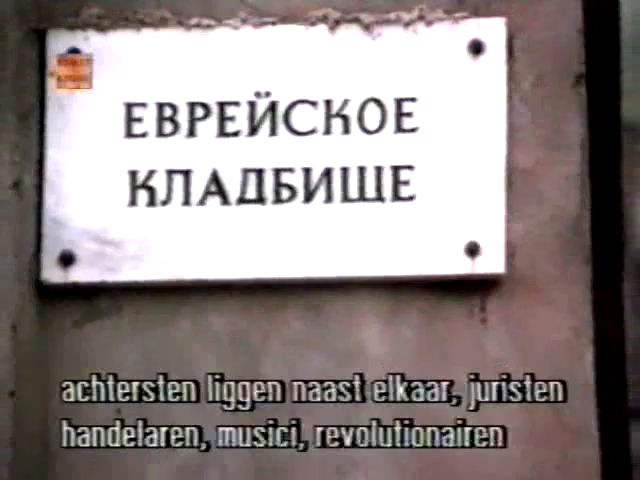 ЕВРЕЙСКОЕ
КЛАДБИЩЕ
achtersten liggen naast elkaar, juristen
handelaren, musici, revolutionairen